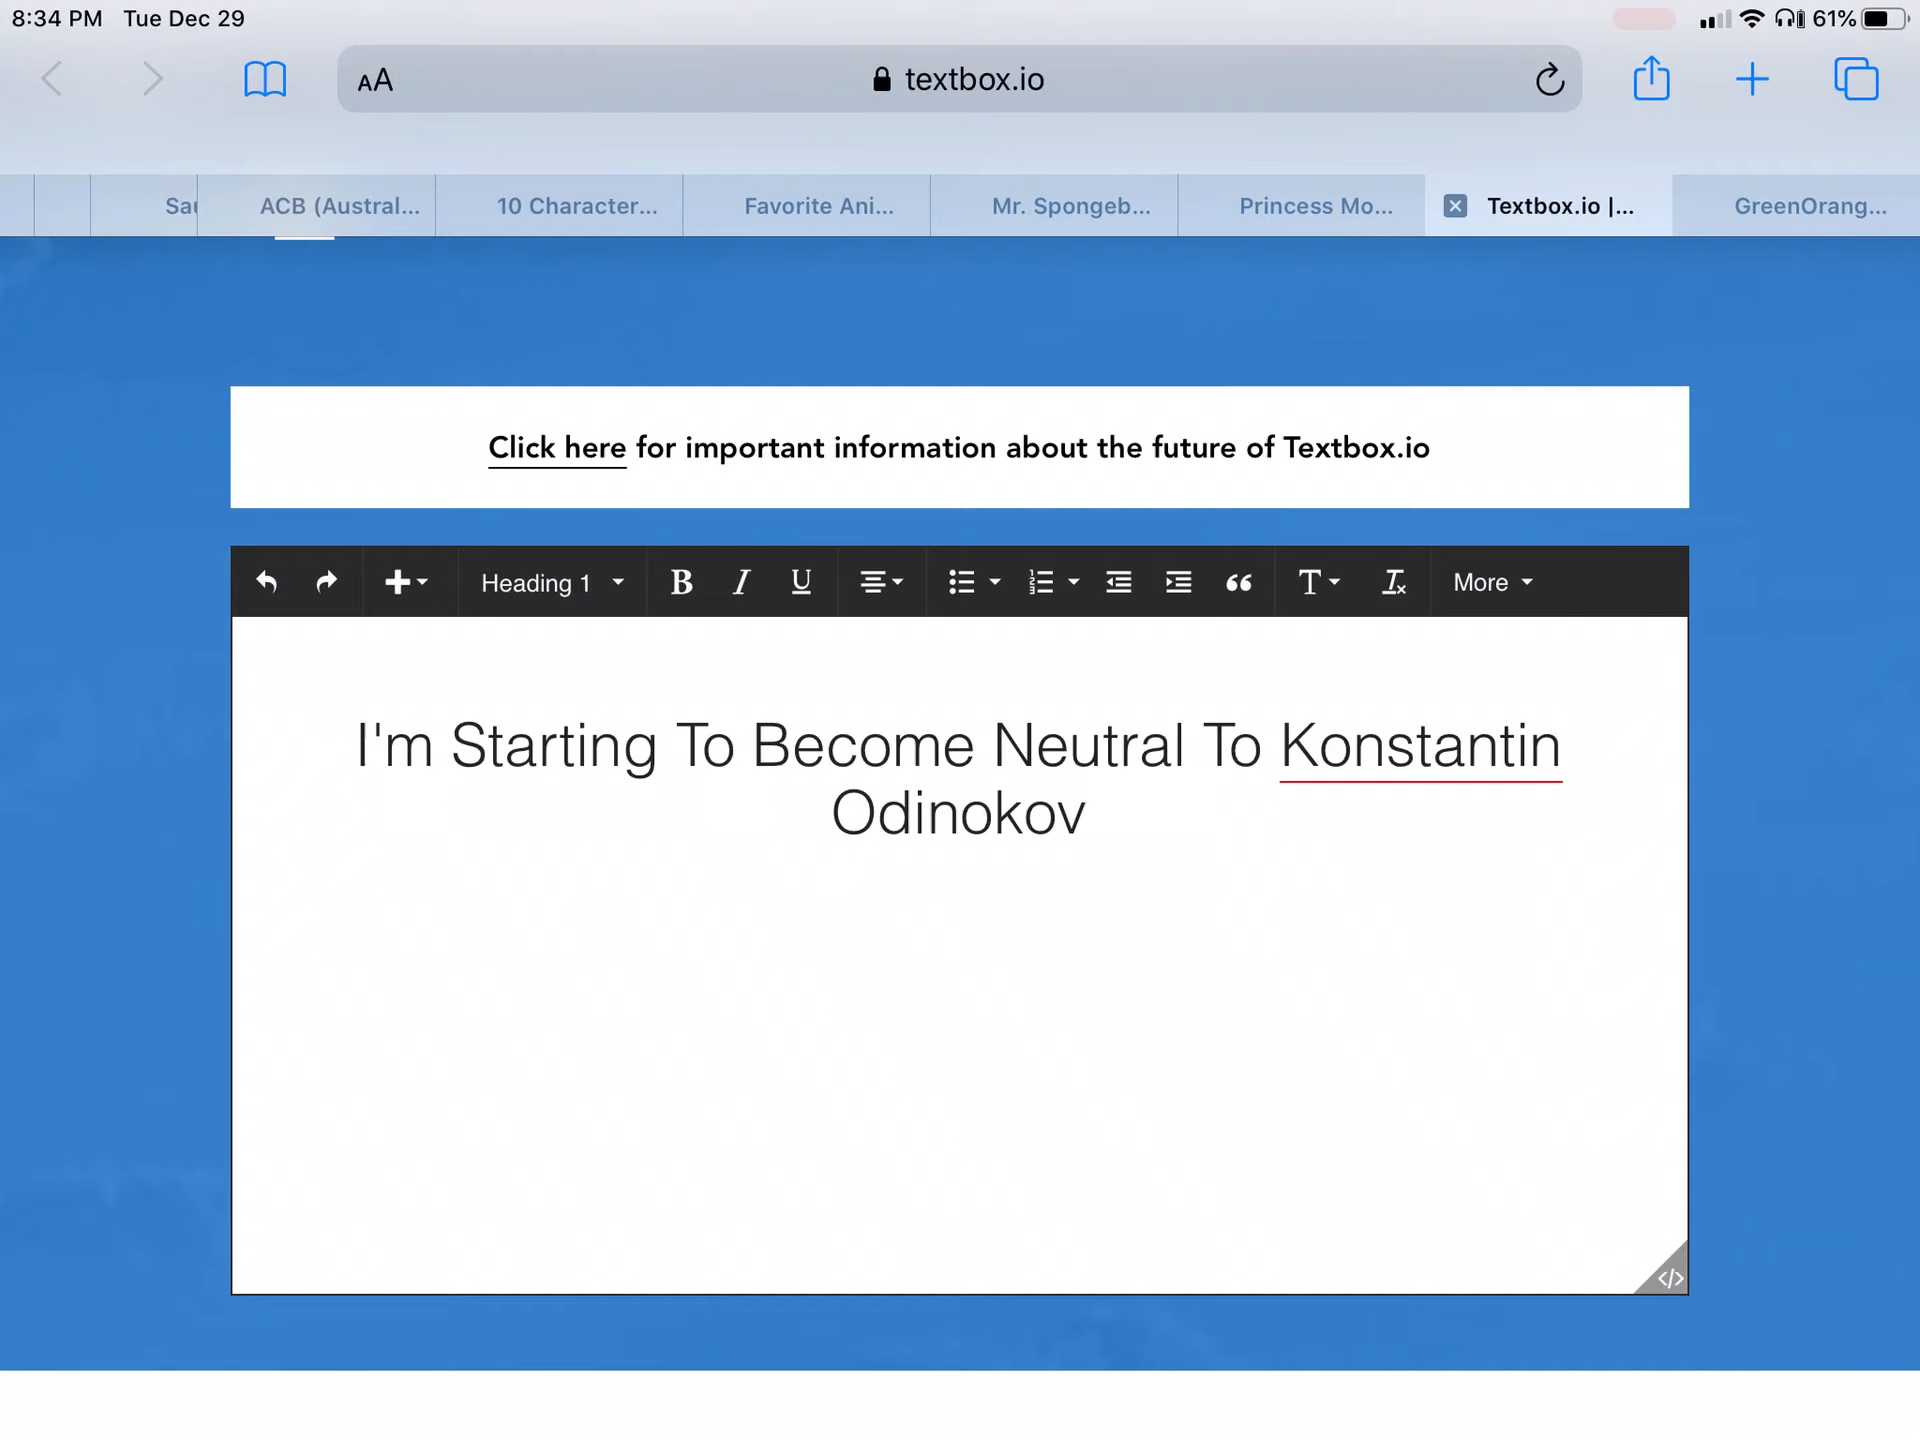 8:34 PM Tue Dec 29 61%
AA textbox.io
ACB (Austral... 10 Character... Favorite Ani... Mr. Spongeb... Princess Mo... Textbox.io |... GreenOrang...
Click here for important information about the future of Textbox.io
Heading 1 B I U T More
I'm Starting To Become Neutral To Konstantin
Odinokov